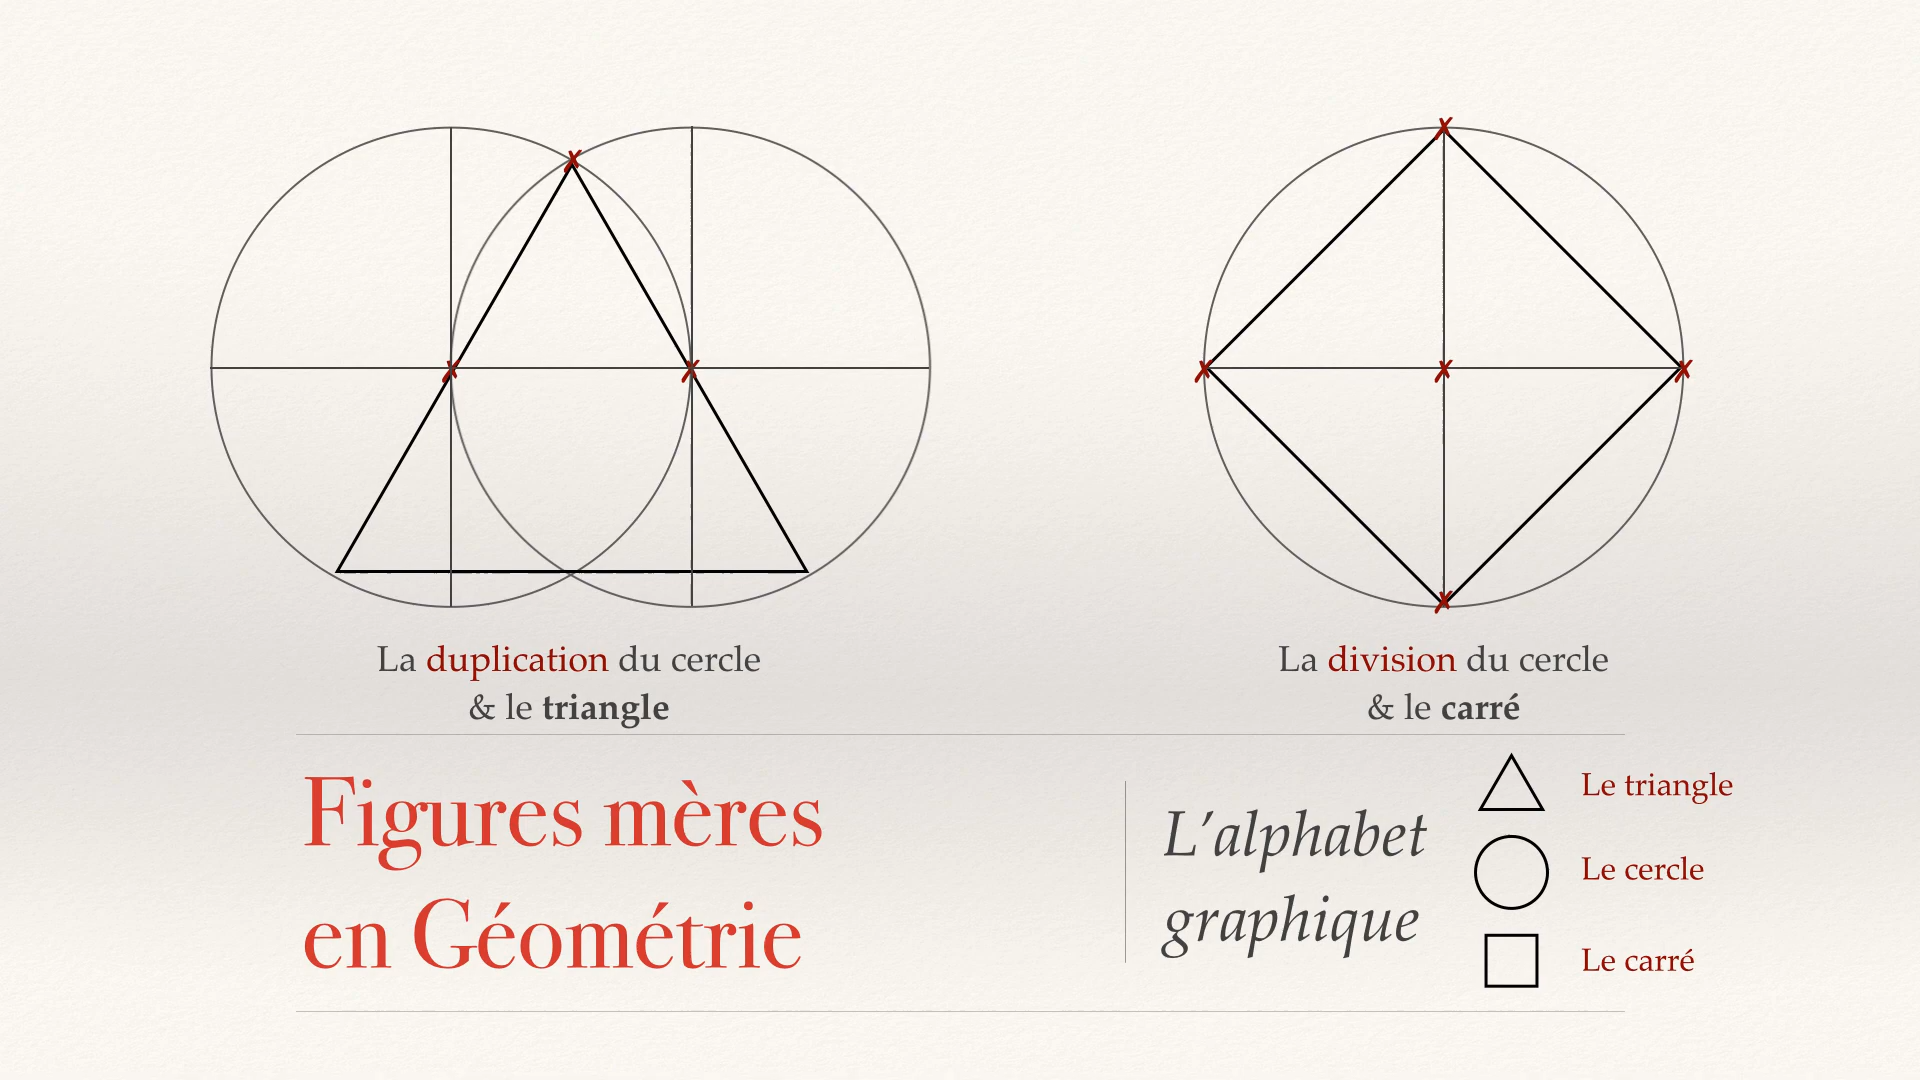 La duplication du cercle
& le triangle
La division du cercle
& le carré
Figures mères
en Géométrie
L’alphabet
graphique
Le triangle
Le cercle
Le carré